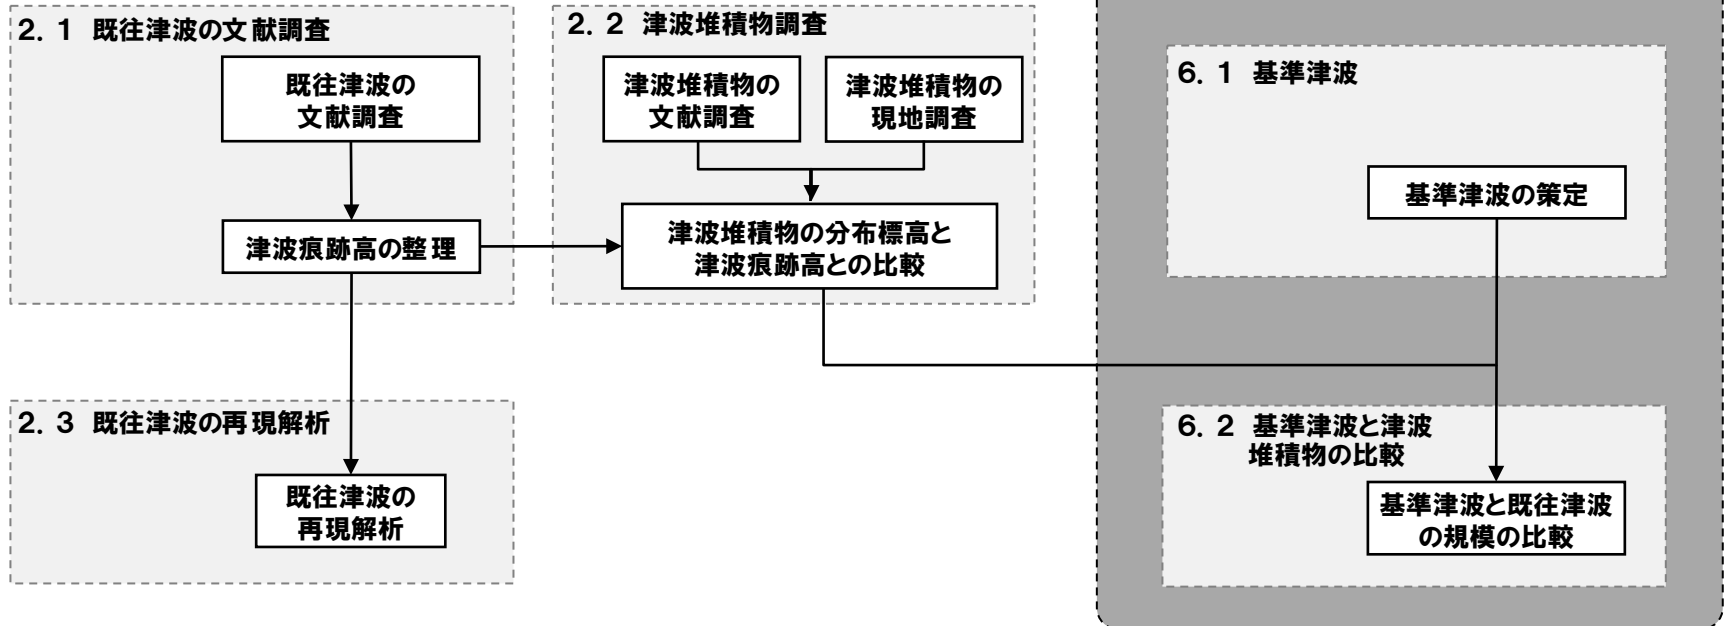 ２．１ 既往津波の文献調査
既往津波の
文献調査
津波痕跡高の整理
２．２ 津波堆積物調査
津波堆積物の
文献調査
津波堆積物の
現地調査
津波堆積物の分布標高と
津波痕跡高との比較
２．３ 既往津波の再現解析
既往津波の
再現解析
６．１ 基準津波
基準津波の策定
６．２ 基準津波と津波
堆積物の比較
基準津波と既往津波
の規模の比較